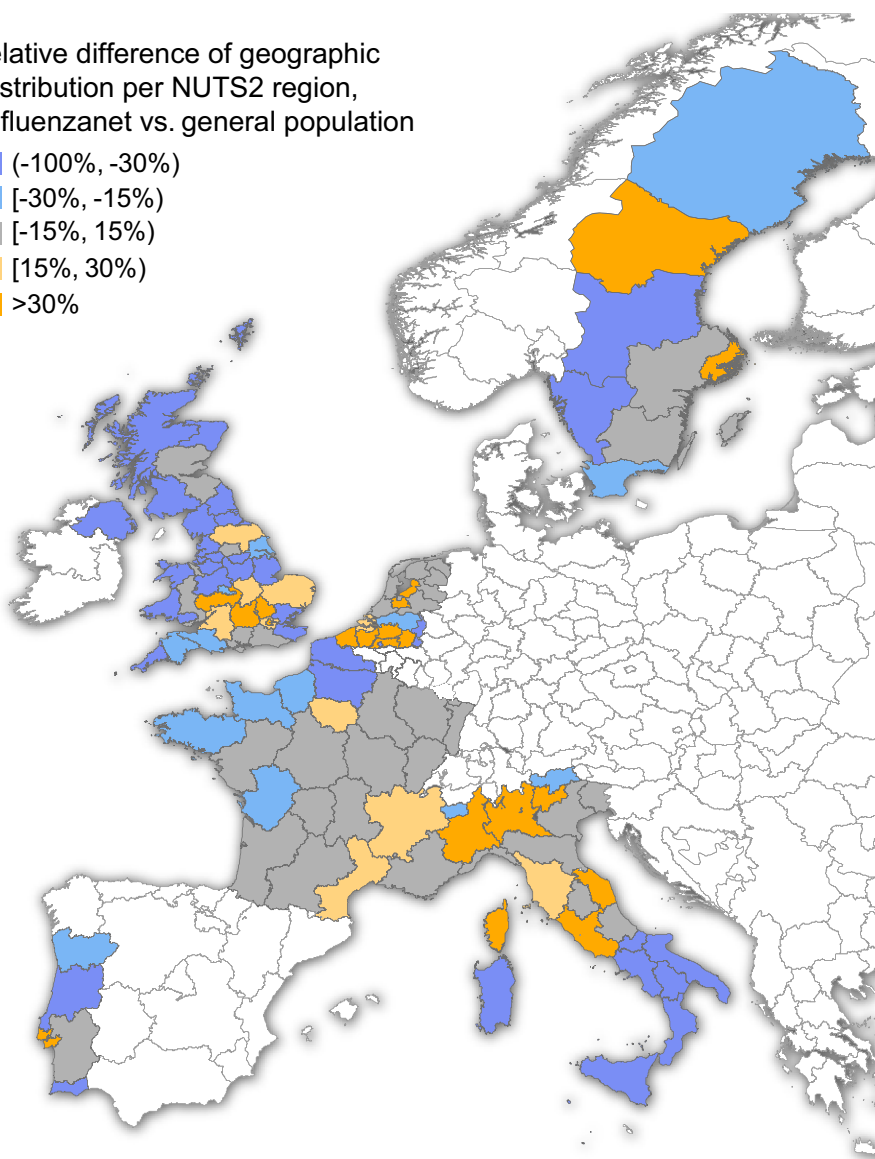 elative difference of geographic
stribution per NUTS2 region,
fluenzanet vs. general population
(-100%, -30%)
[-30%, -15%)
[-15%, 15%)
[15%, 30%)
>30%